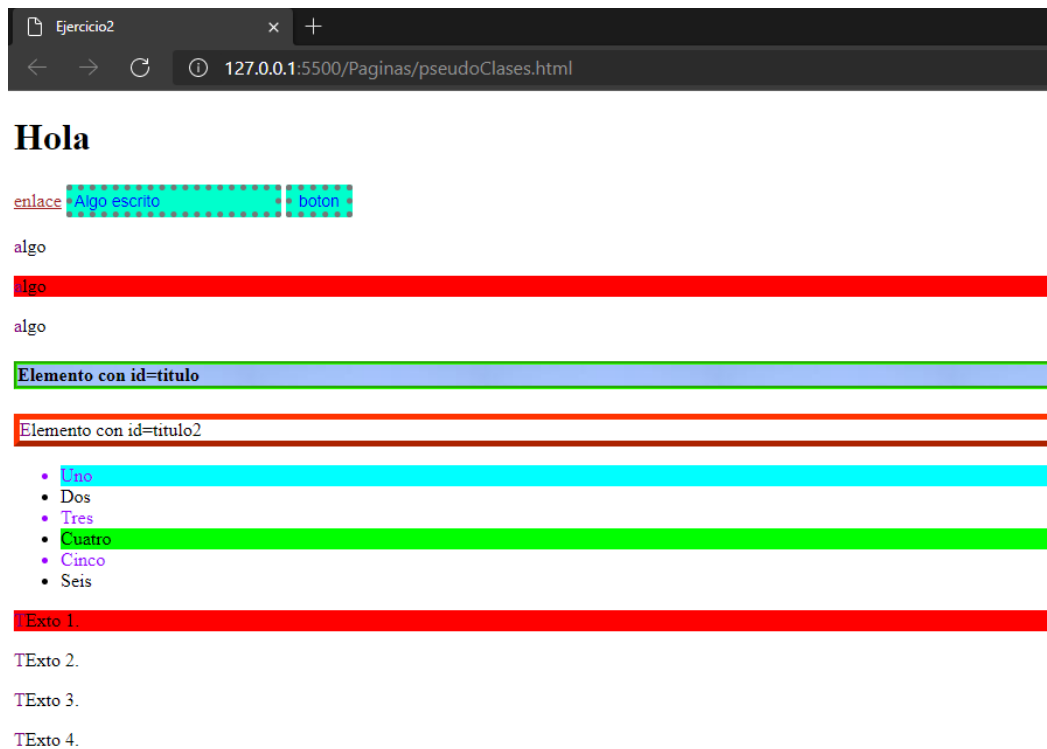 Ejercicio2
127.0.0.1:5500/Paginas/pseudoClases.html
Hola
enlace Algo escrito boton
algo
algo
algo
Elemento con id=titulo
Elemento con id=titulo2
Uno
Dos
Tres
Cuatro
Cinco
Seis
TExto 1.
TExto 2.
TExto 3.
TExto 4.